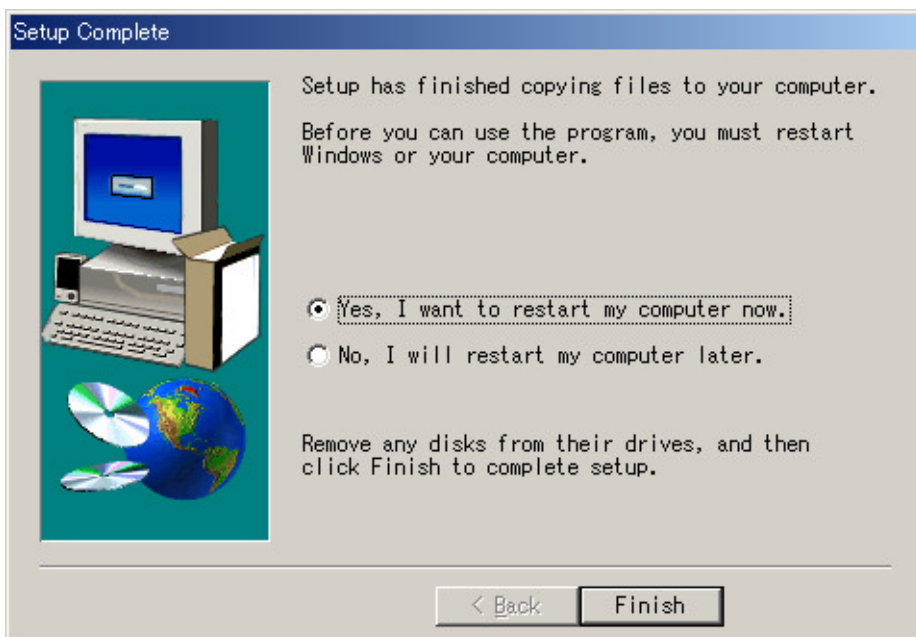 Setup Complete
Setup has finished copying files to your computer.
Before you can use the program, you must restart
Windows or your computer.
Yes, I want to restart my computer now.
No, I will restart my computer later.
Remove any disks from their drives, and then
click Finish to complete setup.
< Back
Finish